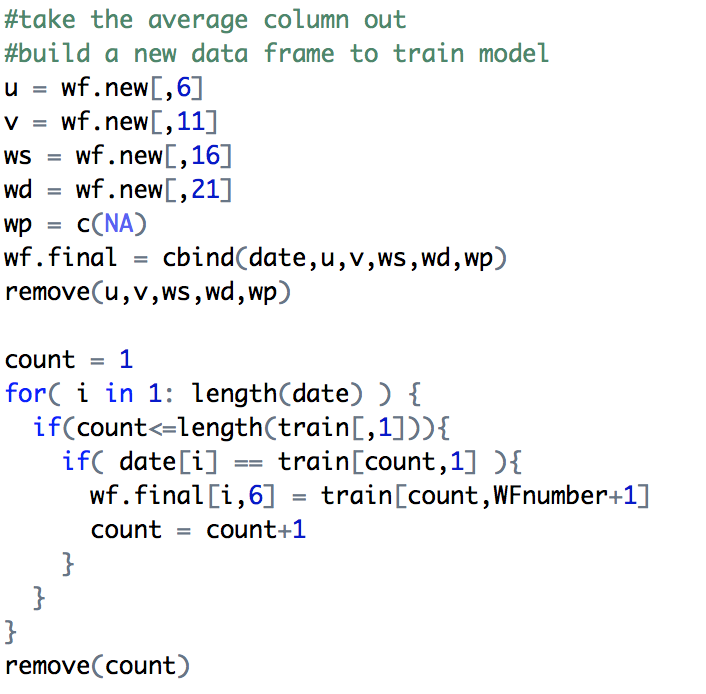 #take the average column out
#build a new data frame to train model
u = wf.new[,6]
v = wf.new[,11]
ws = wf.new[,16]
wd = wf.new[,21]
wp = c(NA)
wf.final = cbind(date,u,v,ws,wd,wp)
remove(u,v,ws,wd,wp)

count = 1
for( i in 1: length(date) ) {
  if(count<=length(train[,1])){
    if( date[i] == train[count,1] ){
      wf.final[i,6] = train[count,WFnumber+1]
      count = count+1
    }
  }
}
remove(count)